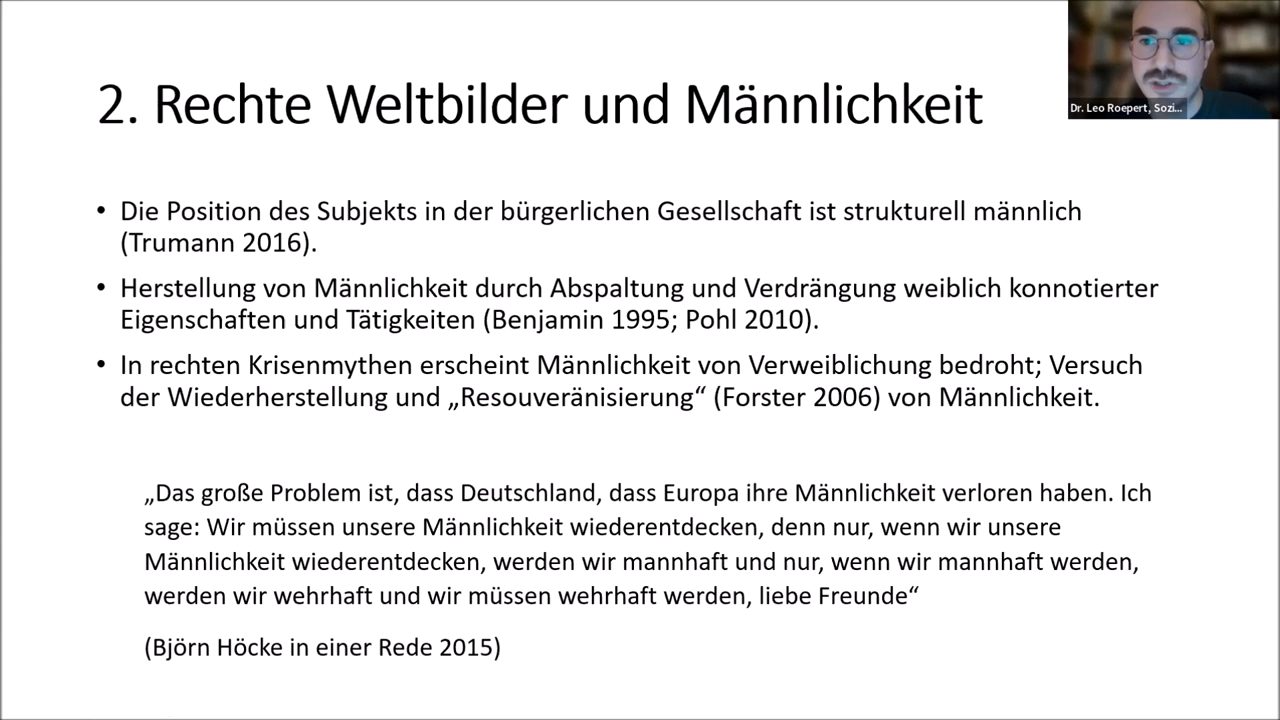 2. Rechte Weltbilder und Männlichkeit
Dr. Leo Roepert, Sozi...
• Die Position des Subjekts in der bürgerlichen Gesellschaft ist strukturell männlich
(Trumann 2016).
• Herstellung von Männlichkeit durch Abspaltung und Verdrängung weiblich konnotierter
Eigenschaften und Tätigkeiten (Benjamin 1995; Pohl 2010).
• In rechten Krisenmythen erscheint Männlichkeit von Verweiblichung bedroht; Versuch
der Wiederherstellung und „Resouveränisierung“ (Forster 2006) von Männlichkeit.
„Das große Problem ist, dass Deutschland, dass Europa ihre Männlichkeit verloren haben. Ich
sage: Wir müssen unsere Männlichkeit wiederentdecken, denn nur, wenn wir unsere
Männlichkeit wiederentdecken, werden wir mannhaft und nur, wenn wir mannhaft werden,
werden wir wehrhaft und wir müssen wehrhaft werden, liebe Freunde“
(Björn Höcke in einer Rede 2015)